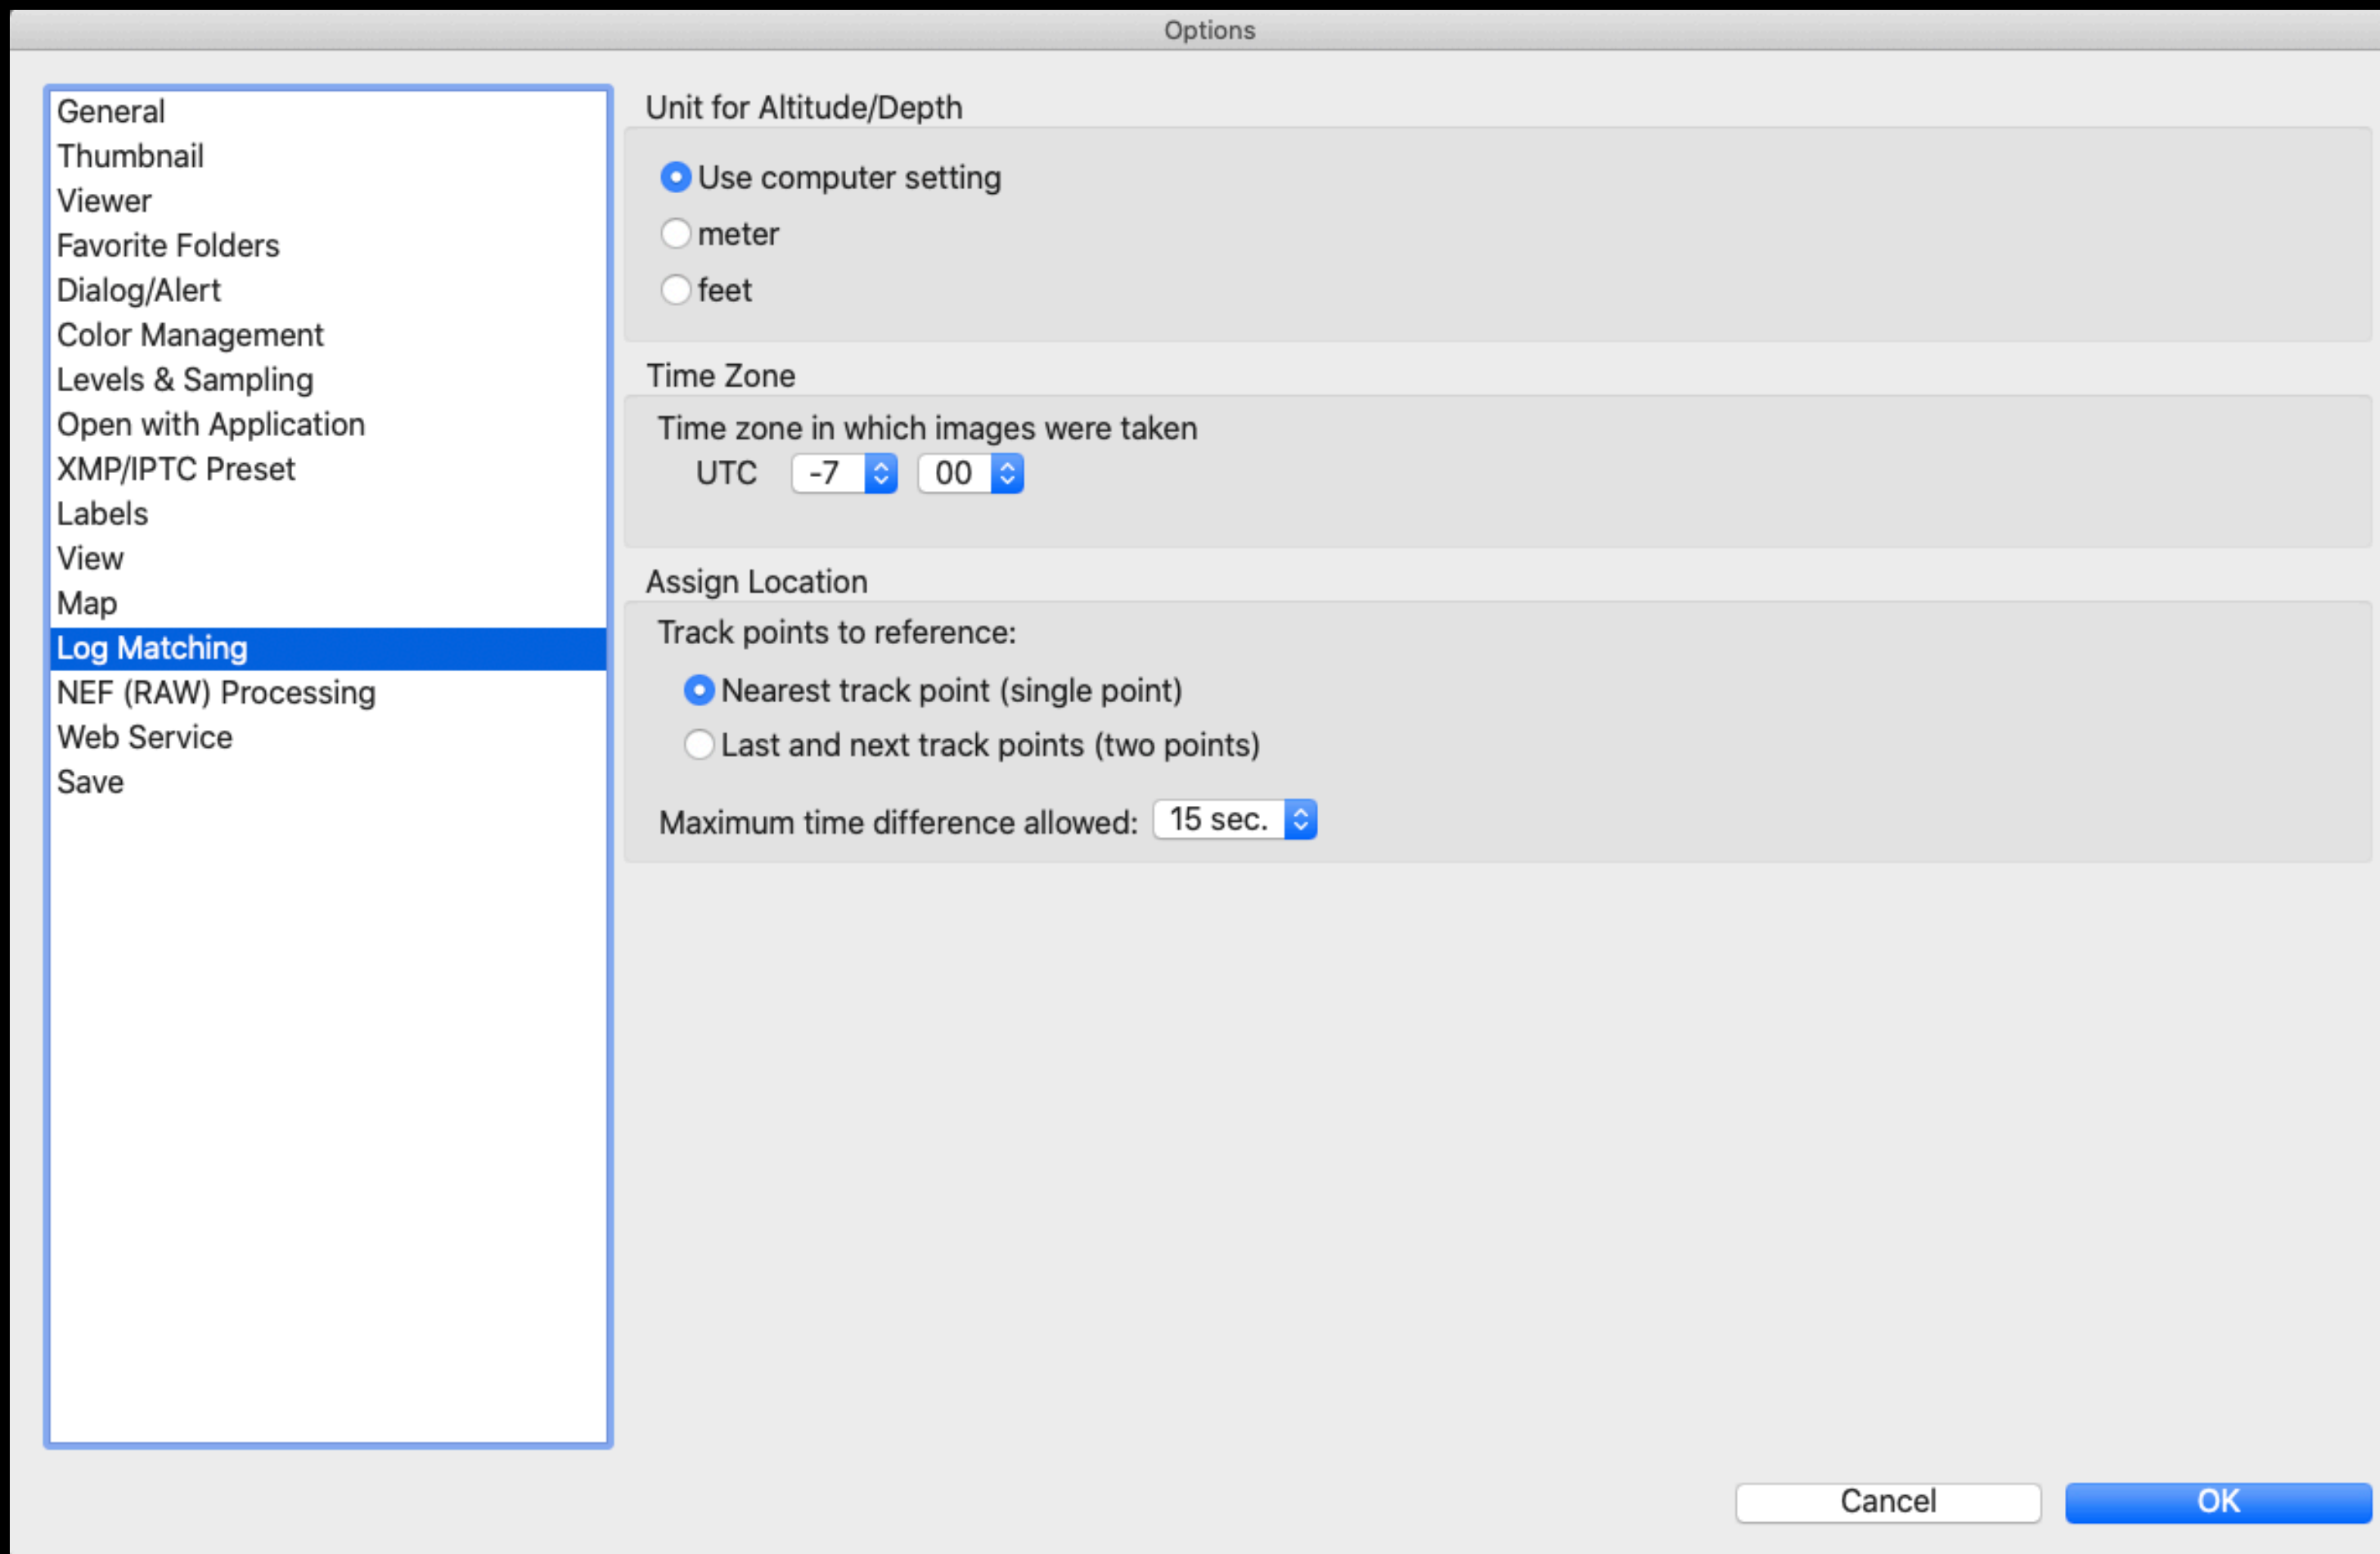 Options
General
Thumbnail
Viewer
Favorite Folders
Dialog/Alert
Color Management
Levels & Sampling
Open with Application
XMP/IPTC Preset
Labels
View
Map
Log Matching
NEF (RAW) Processing
Web Service
Save
Unit for Altitude/Depth
Use computer setting
meter
feet
Time Zone
Time zone in which images were taken
UTC -7 00
Assign Location
Track points to reference:
Nearest track point (single point)
Last and next track points (two points)
Maximum time difference allowed: 15 sec.
Cancel OK